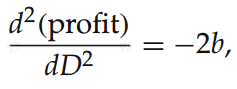 d²(profit)
dD² = −2b,